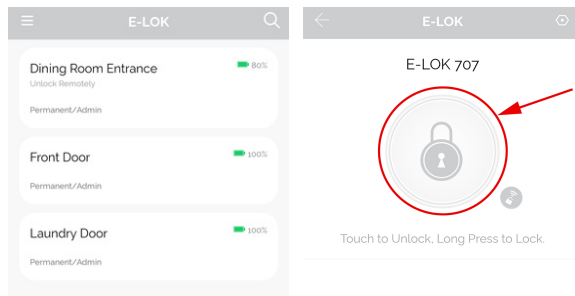 E-LOK
Dining Room Entrance
80%
Unlock Remotely
Permanent/Admin
Front Door
100%
Permanent/Admin
Laundry Door
100%
Permanent/Admin
E-LOK
E-LOK 707
Touch to Unlock, Long Press to Lock.